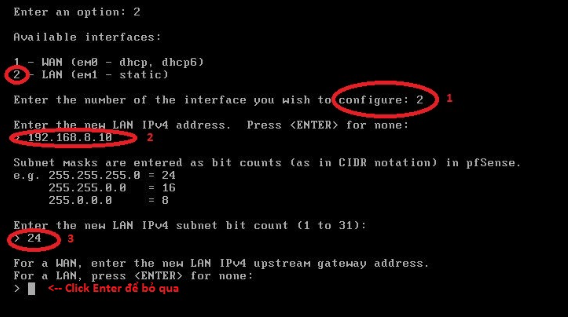 Enter an option: 2
Available interfaces:
1 - WAN (em0 - dhcp, dhcp6)
2 - LAN (em1 - static)
Enter the number of the interface you wish to configure: 2 1
Enter the new LAN IPv4 address.  Press <ENTER> for none:
> 192.168.8.10 2
Subnet masks are entered as bit counts (as in CIDR notation) in pfSense.
e.g. 255.255.255.0 = 24
255.255.0.0 = 16
255.0.0.0 = 8
Enter the new LAN IPv4 subnet bit count (1 to 31):
> 24 3
For a WAN, enter the new LAN IPv4 upstream gateway address.
For a LAN, press <ENTER> for none:
> <-- Click Enter để bỏ qua